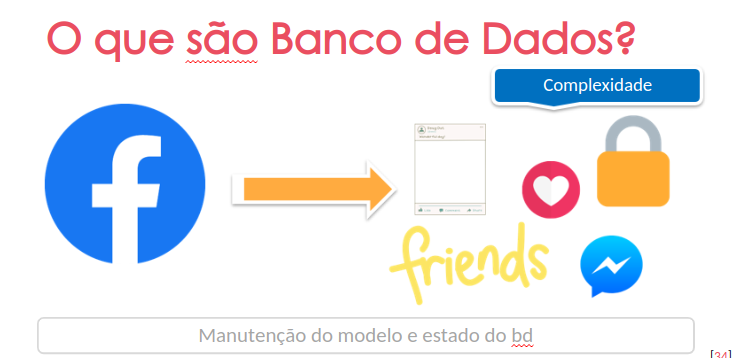 O que são Banco de Dados?
Complexidade
f
friends
Manutenção do modelo e estado do bd
[34]